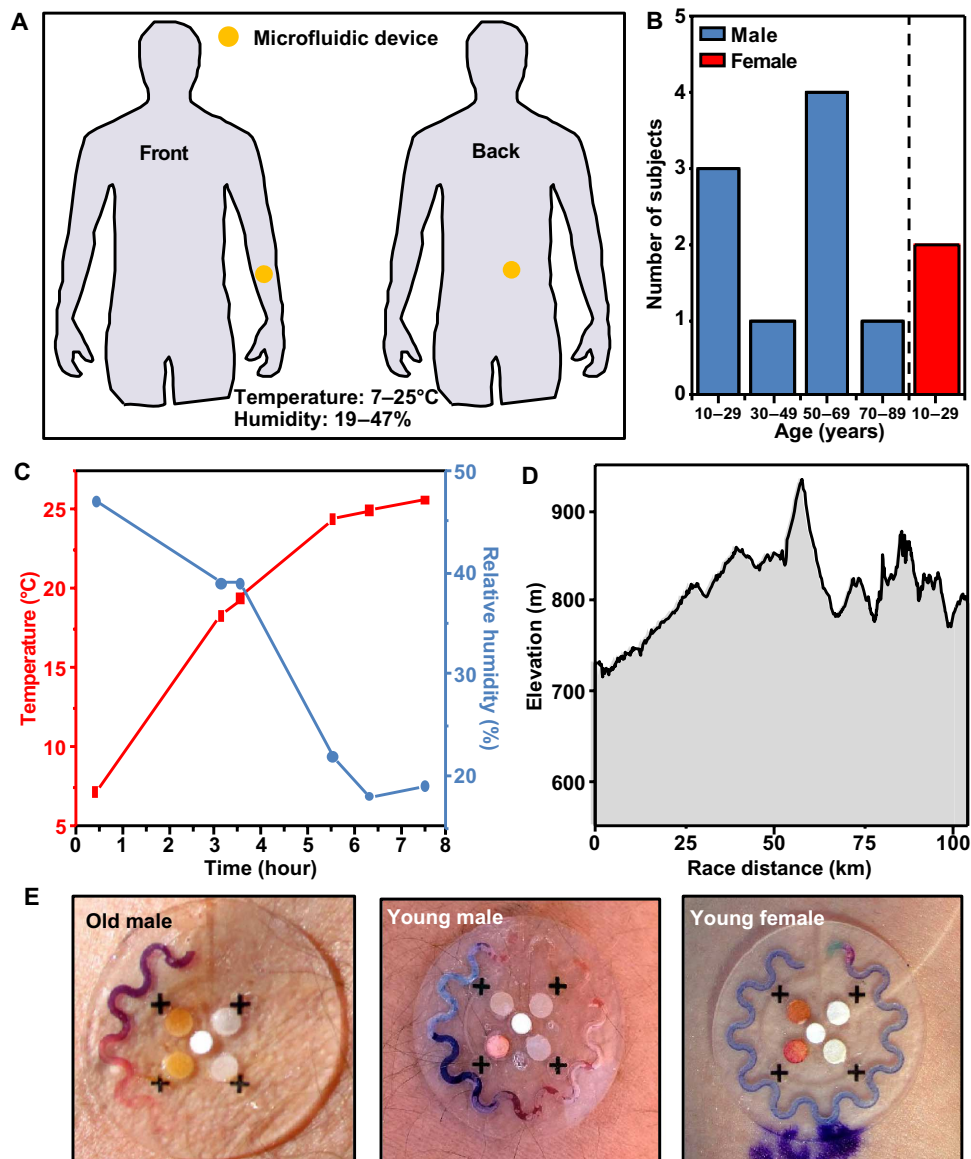 A
Microfluidic device
Front
Back
Temperature: 7–25°C
Humidity: 19–47%
B
Number of subjects
5
4
3
2
1
0
Male
Female
10–29 30–49 50–69 70–89 10–29
Age (years)
C
Temperature (°C)
25
20
15
10
5
50
40
30
20
Relative humidity (%)
0 1 2 3 4 5 6 7 8
Time (hour)
D
Elevation (m)
900
800
700
600
0 25 50 75 100
Race distance (km)
E
Old male
Young male
Young female